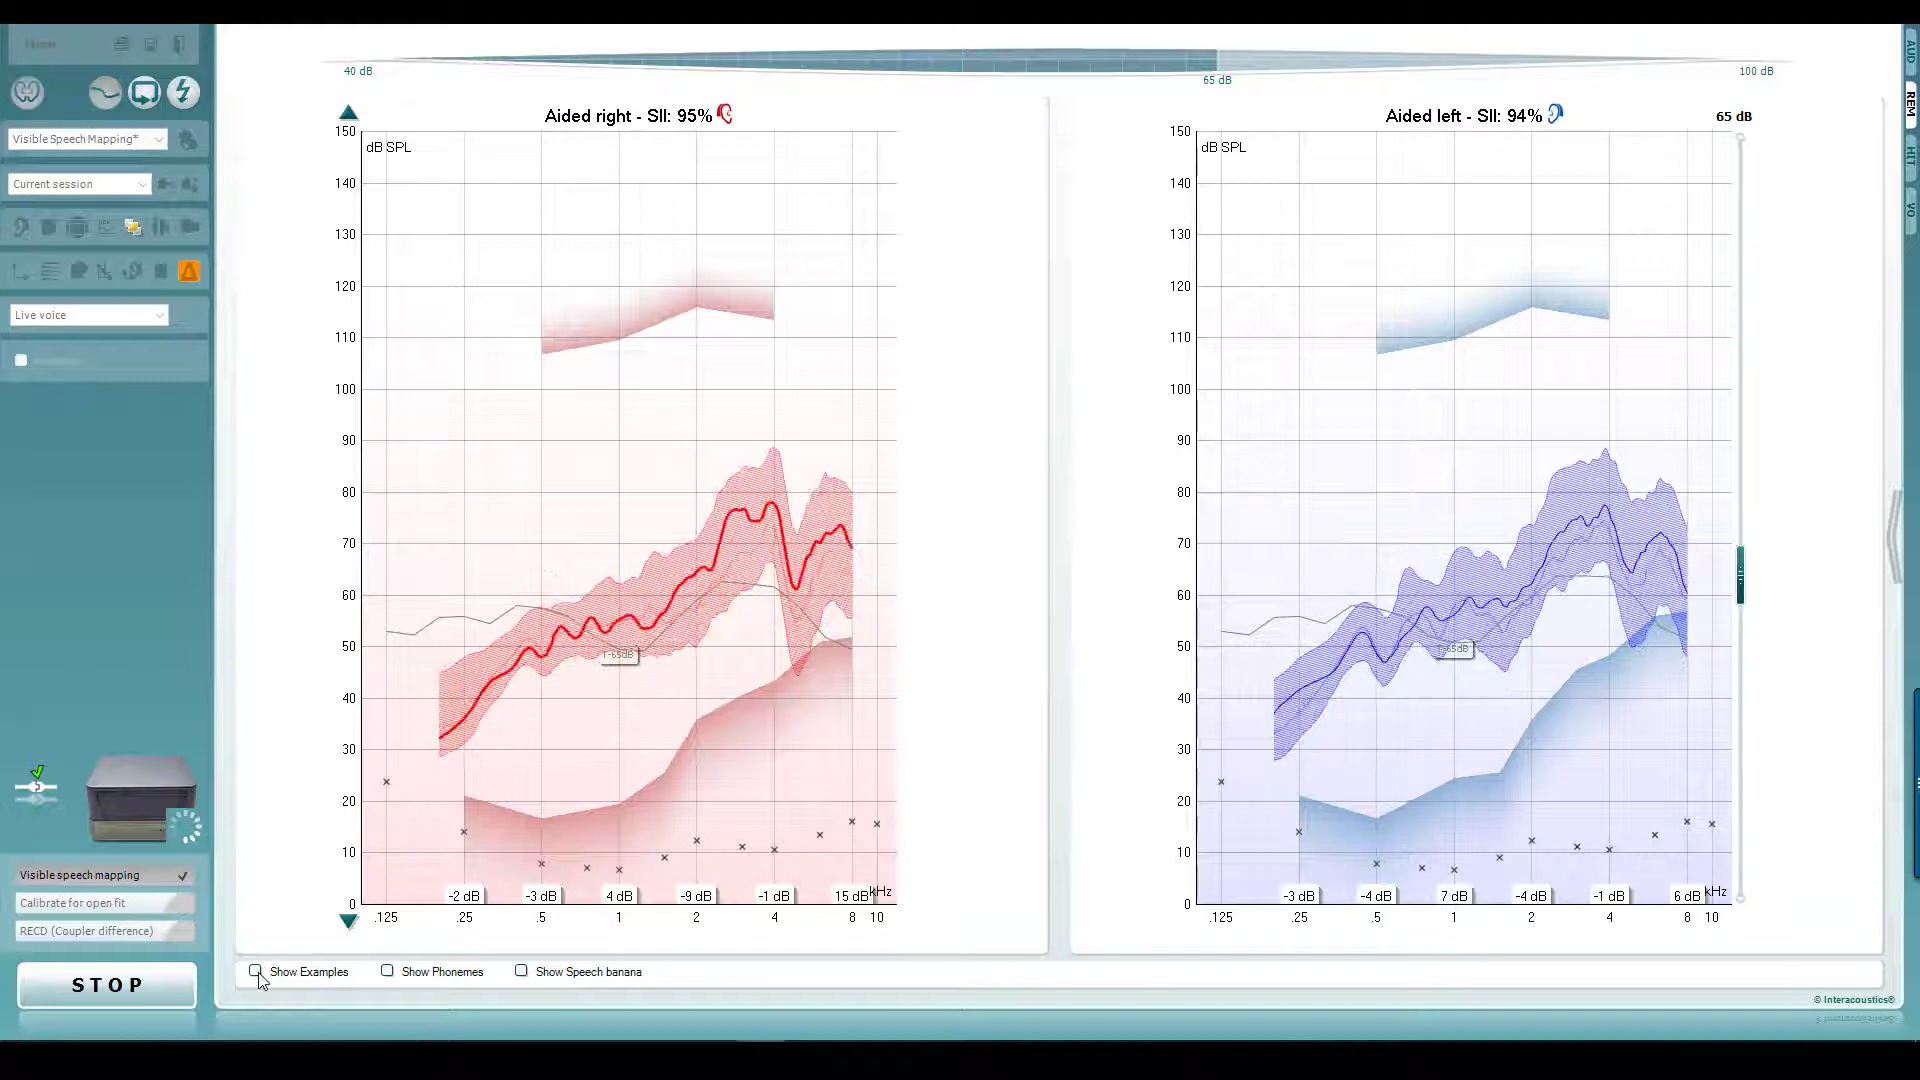 40 dB
65 dB
100 dB
Visible Speech Mapping*
Current session
Live voice
Visible speech mapping
Calibrate for open fit
RECD (Coupler difference)
STOP
Aided right - SII: 95%
150
dB SPL
140
130
120
110
100
90
80
70
60
50
40
30
20
10
0
T-65dB
-2 dB -3 dB 4 dB -9 dB -1 dB 15 dB kHz
.125 .25 .5 1 2 4 8 10
Aided left - SII: 94%
65 dB
150
dB SPL
140
130
120
110
100
90
80
70
60
50
40
30
20
10
0
T-65dB
-3 dB -4 dB 7 dB -4 dB -1 dB 6 dB kHz
.125 .25 .5 1 2 4 8 10
Show Examples Show Phonemes Show Speech banana
© Interacoustics®
AUD
REM
HIT
VO